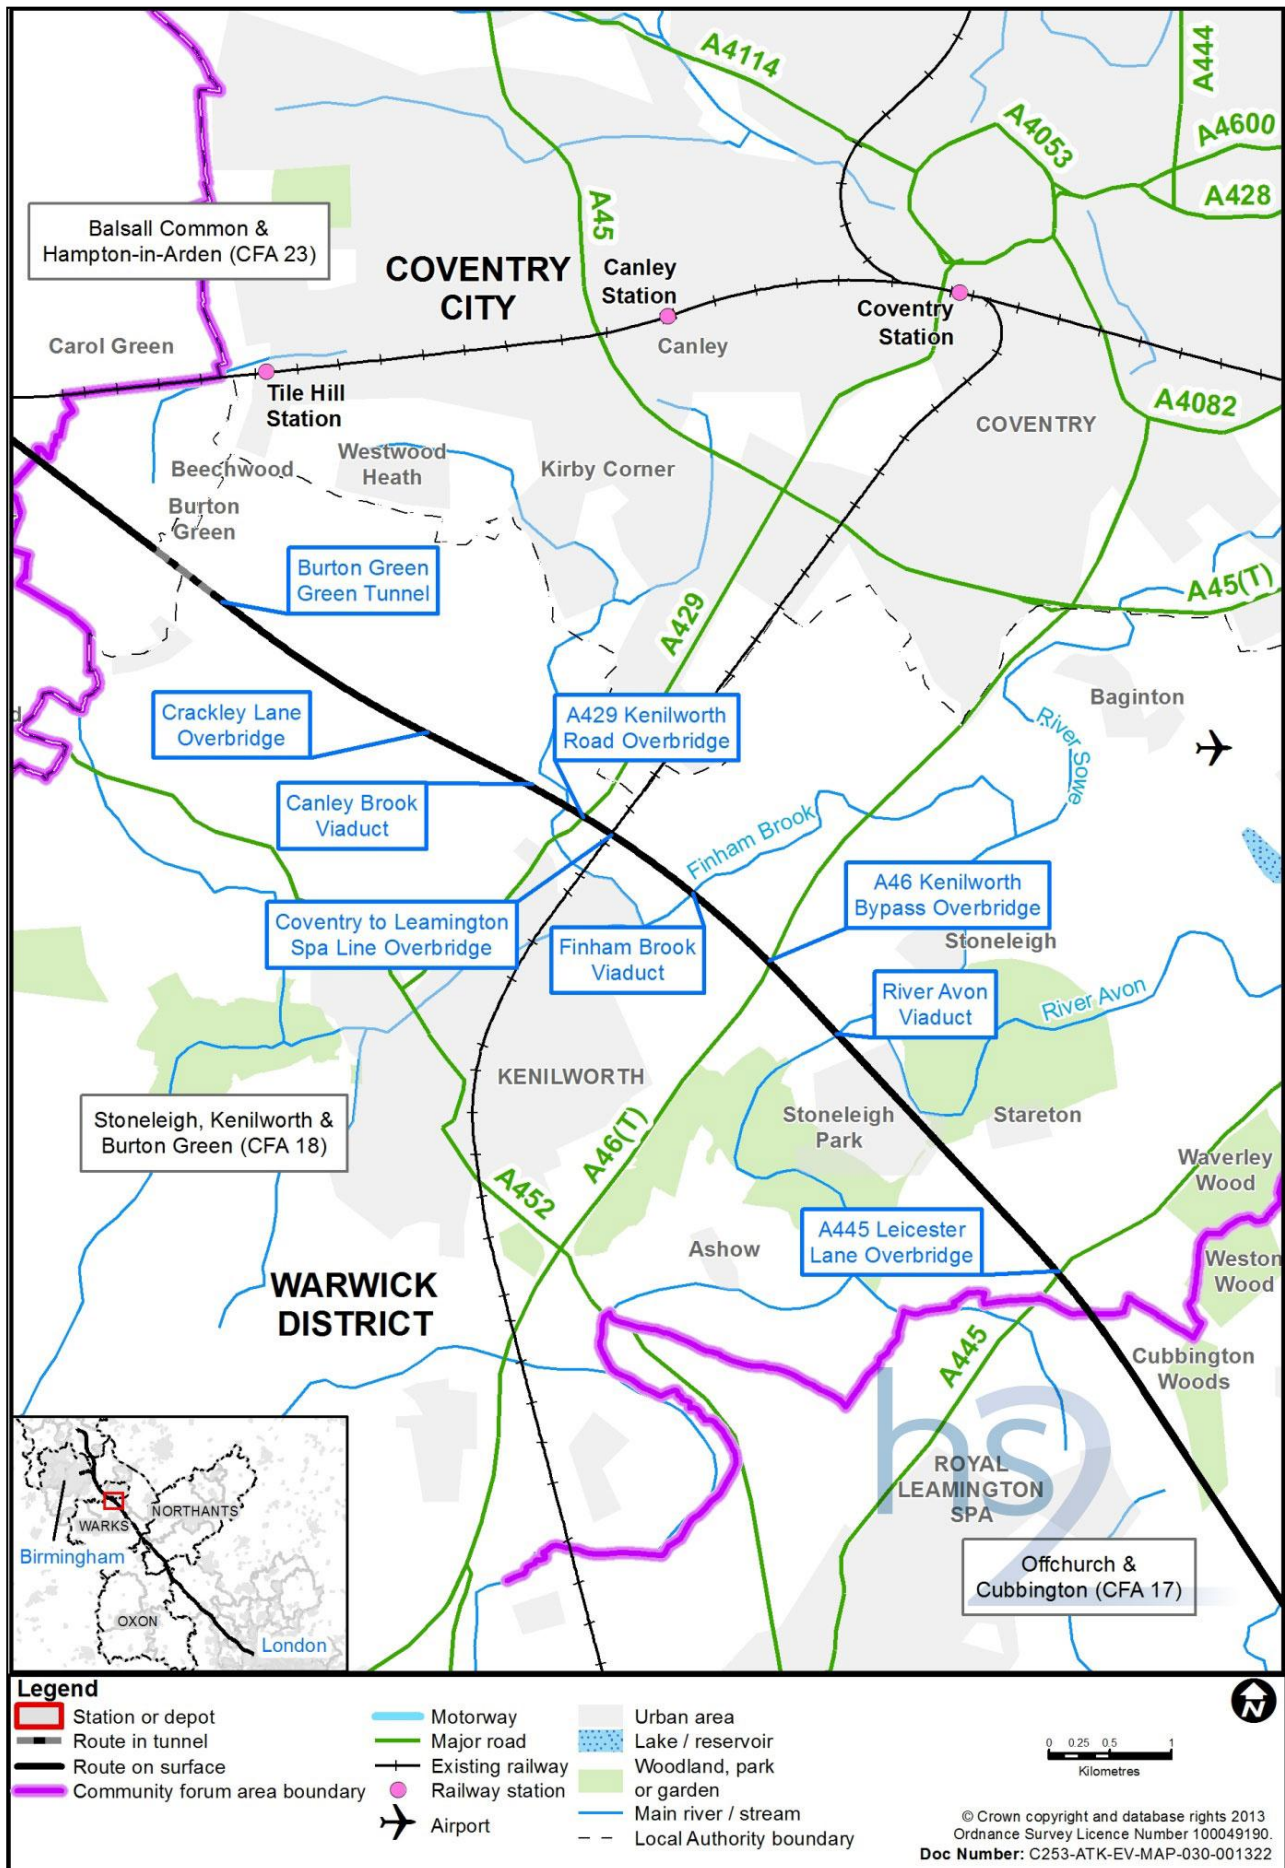 A4114
A444
A4053
A4600
A428
A45
Balsall Common &
Hampton-in-Arden (CFA 23)
COVENTRY
CITY
Canley
Station
Coventry
Station
Carol Green
Canley
Tile Hill
Station
A4082
COVENTRY
Westwood
Heath
Beechwood
Kirby Corner
Burton
Green
Burton Green
Green Tunnel
A45(T)
A429
Baginton
Crackley Lane
Overbridge
A429 Kenilworth
Road Overbridge
d
River Sowe
Canley Brook
Viaduct
Finham Brook
A46 Kenilworth
Bypass Overbridge
Coventry to Leamington
Spa Line Overbridge
Finham Brook
Viaduct
Stoneleigh
River Avon
Viaduct
River Avon
KENILWORTH
Stoneleigh
Park
Stareton
Stoneleigh, Kenilworth &
Burton Green (CFA 18)
A46(T)
A452
Waverley
Wood
Ashow
A445 Leicester
Lane Overbridge
Weston
Wood
WARWICK
DISTRICT
A445
Cubbington
Woods
hs2
ROYAL
LEAMINGTON
SPA
Offchurch &
Cubbington (CFA 17)
NORTHANTS
WARKS
Birmingham
OXON
London
Legend
Station or depot
Route in tunnel
Route on surface
Community forum area boundary
Motorway
Major road
Existing railway
Railway station
Airport
Urban area
Lake / reservoir
Woodland, park
or garden
Main river / stream
Local Authority boundary
N
0 0.25 0.5 1
Kilometres
© Crown copyright and database rights 2013
Ordnance Survey Licence Number 100049190.
Doc Number: C253-ATK-EV-MAP-030-001322